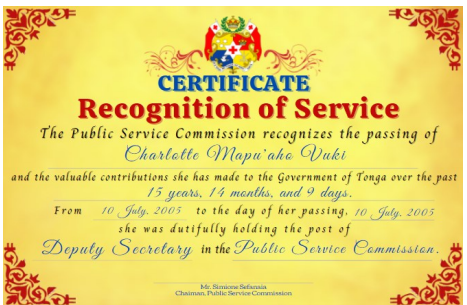 CERTIFICATE
Recognition of Service
The Public Service Commission recognizes the passing of
Charlotte Mapu'aho Vuki
and the valuable contributions she has made to the Government of Tonga over the past
15 years, 14 months, and 9 days.
From 10 July, 2005 to the day of her passing, 10 July, 2005
she was dutifully holding the post of
Deputy Secretary in the Public Service Commission.
Mr. Simione Sefanaia
Chaiman, Public Service Commission